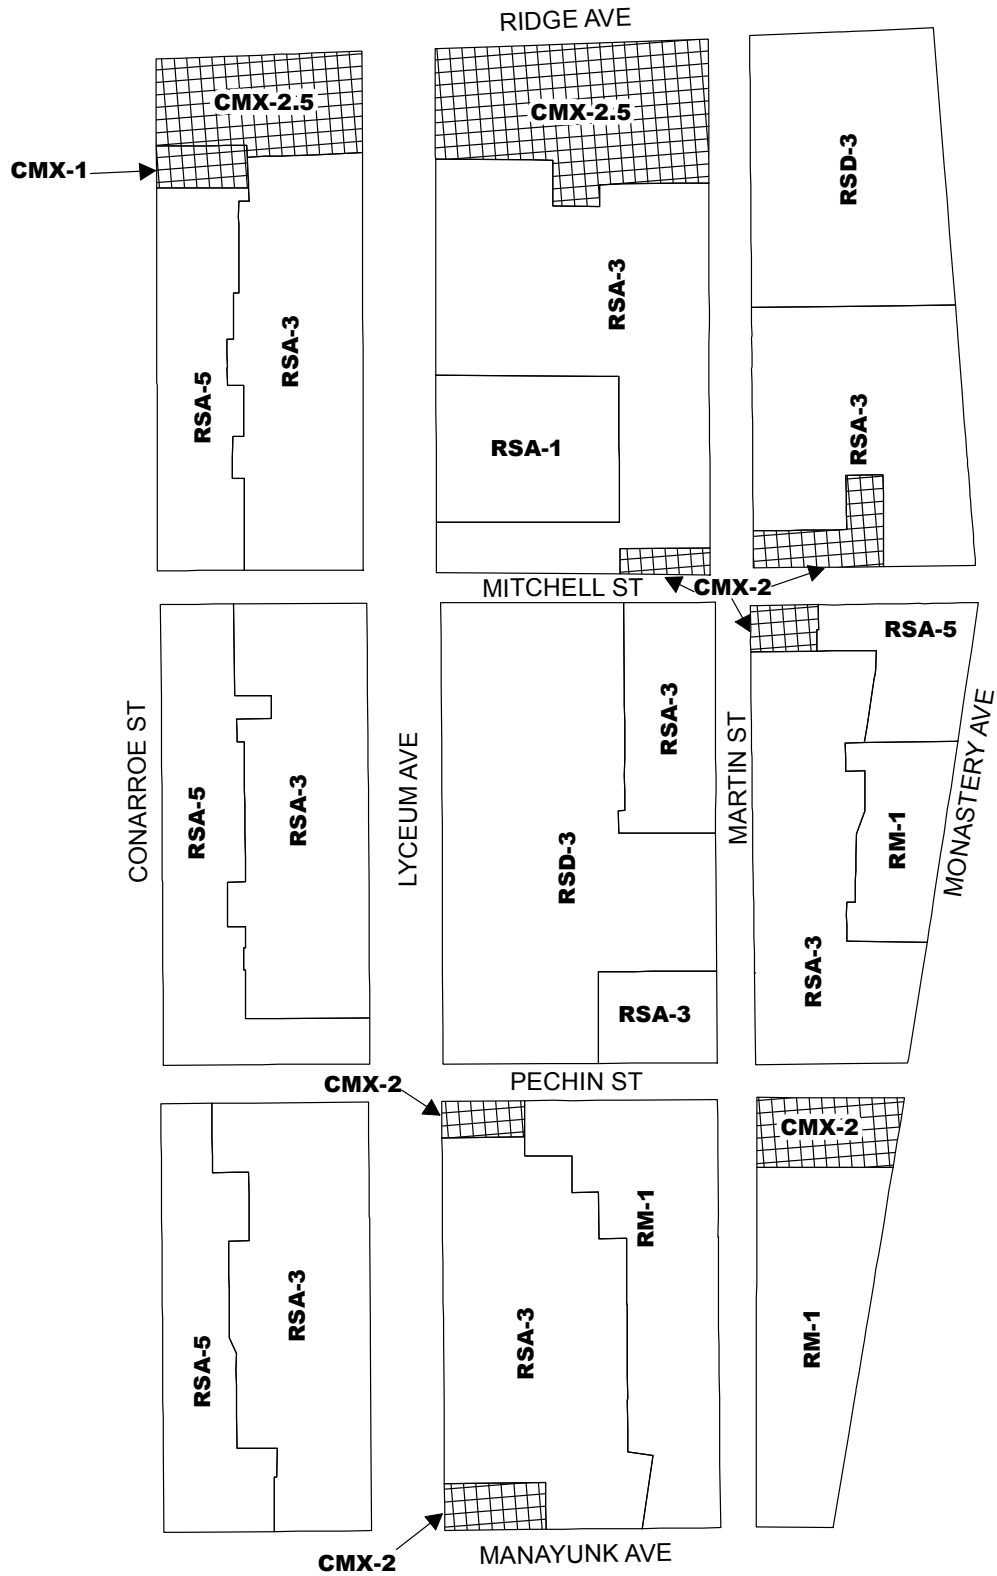 RIDGE AVE
CMX-2.5
CMX-2.5
CMX-1
RSD-3
RSA-3
RSA-3
RSA-5
RSA-3
RSA-1
MITCHELL ST
CMX-2
RSA-5
RSA-3
CONARROE ST
LYCEUM AVE
MARTIN ST
MONASTERY AVE
RSA-5
RSA-3
RSD-3
RM-1
RSA-3
RSA-3
PECHIN ST
CMX-2
CMX-2
RM-1
RSA-3
RSA-5
RSA-3
RM-1
MANAYUNK AVE
CMX-2